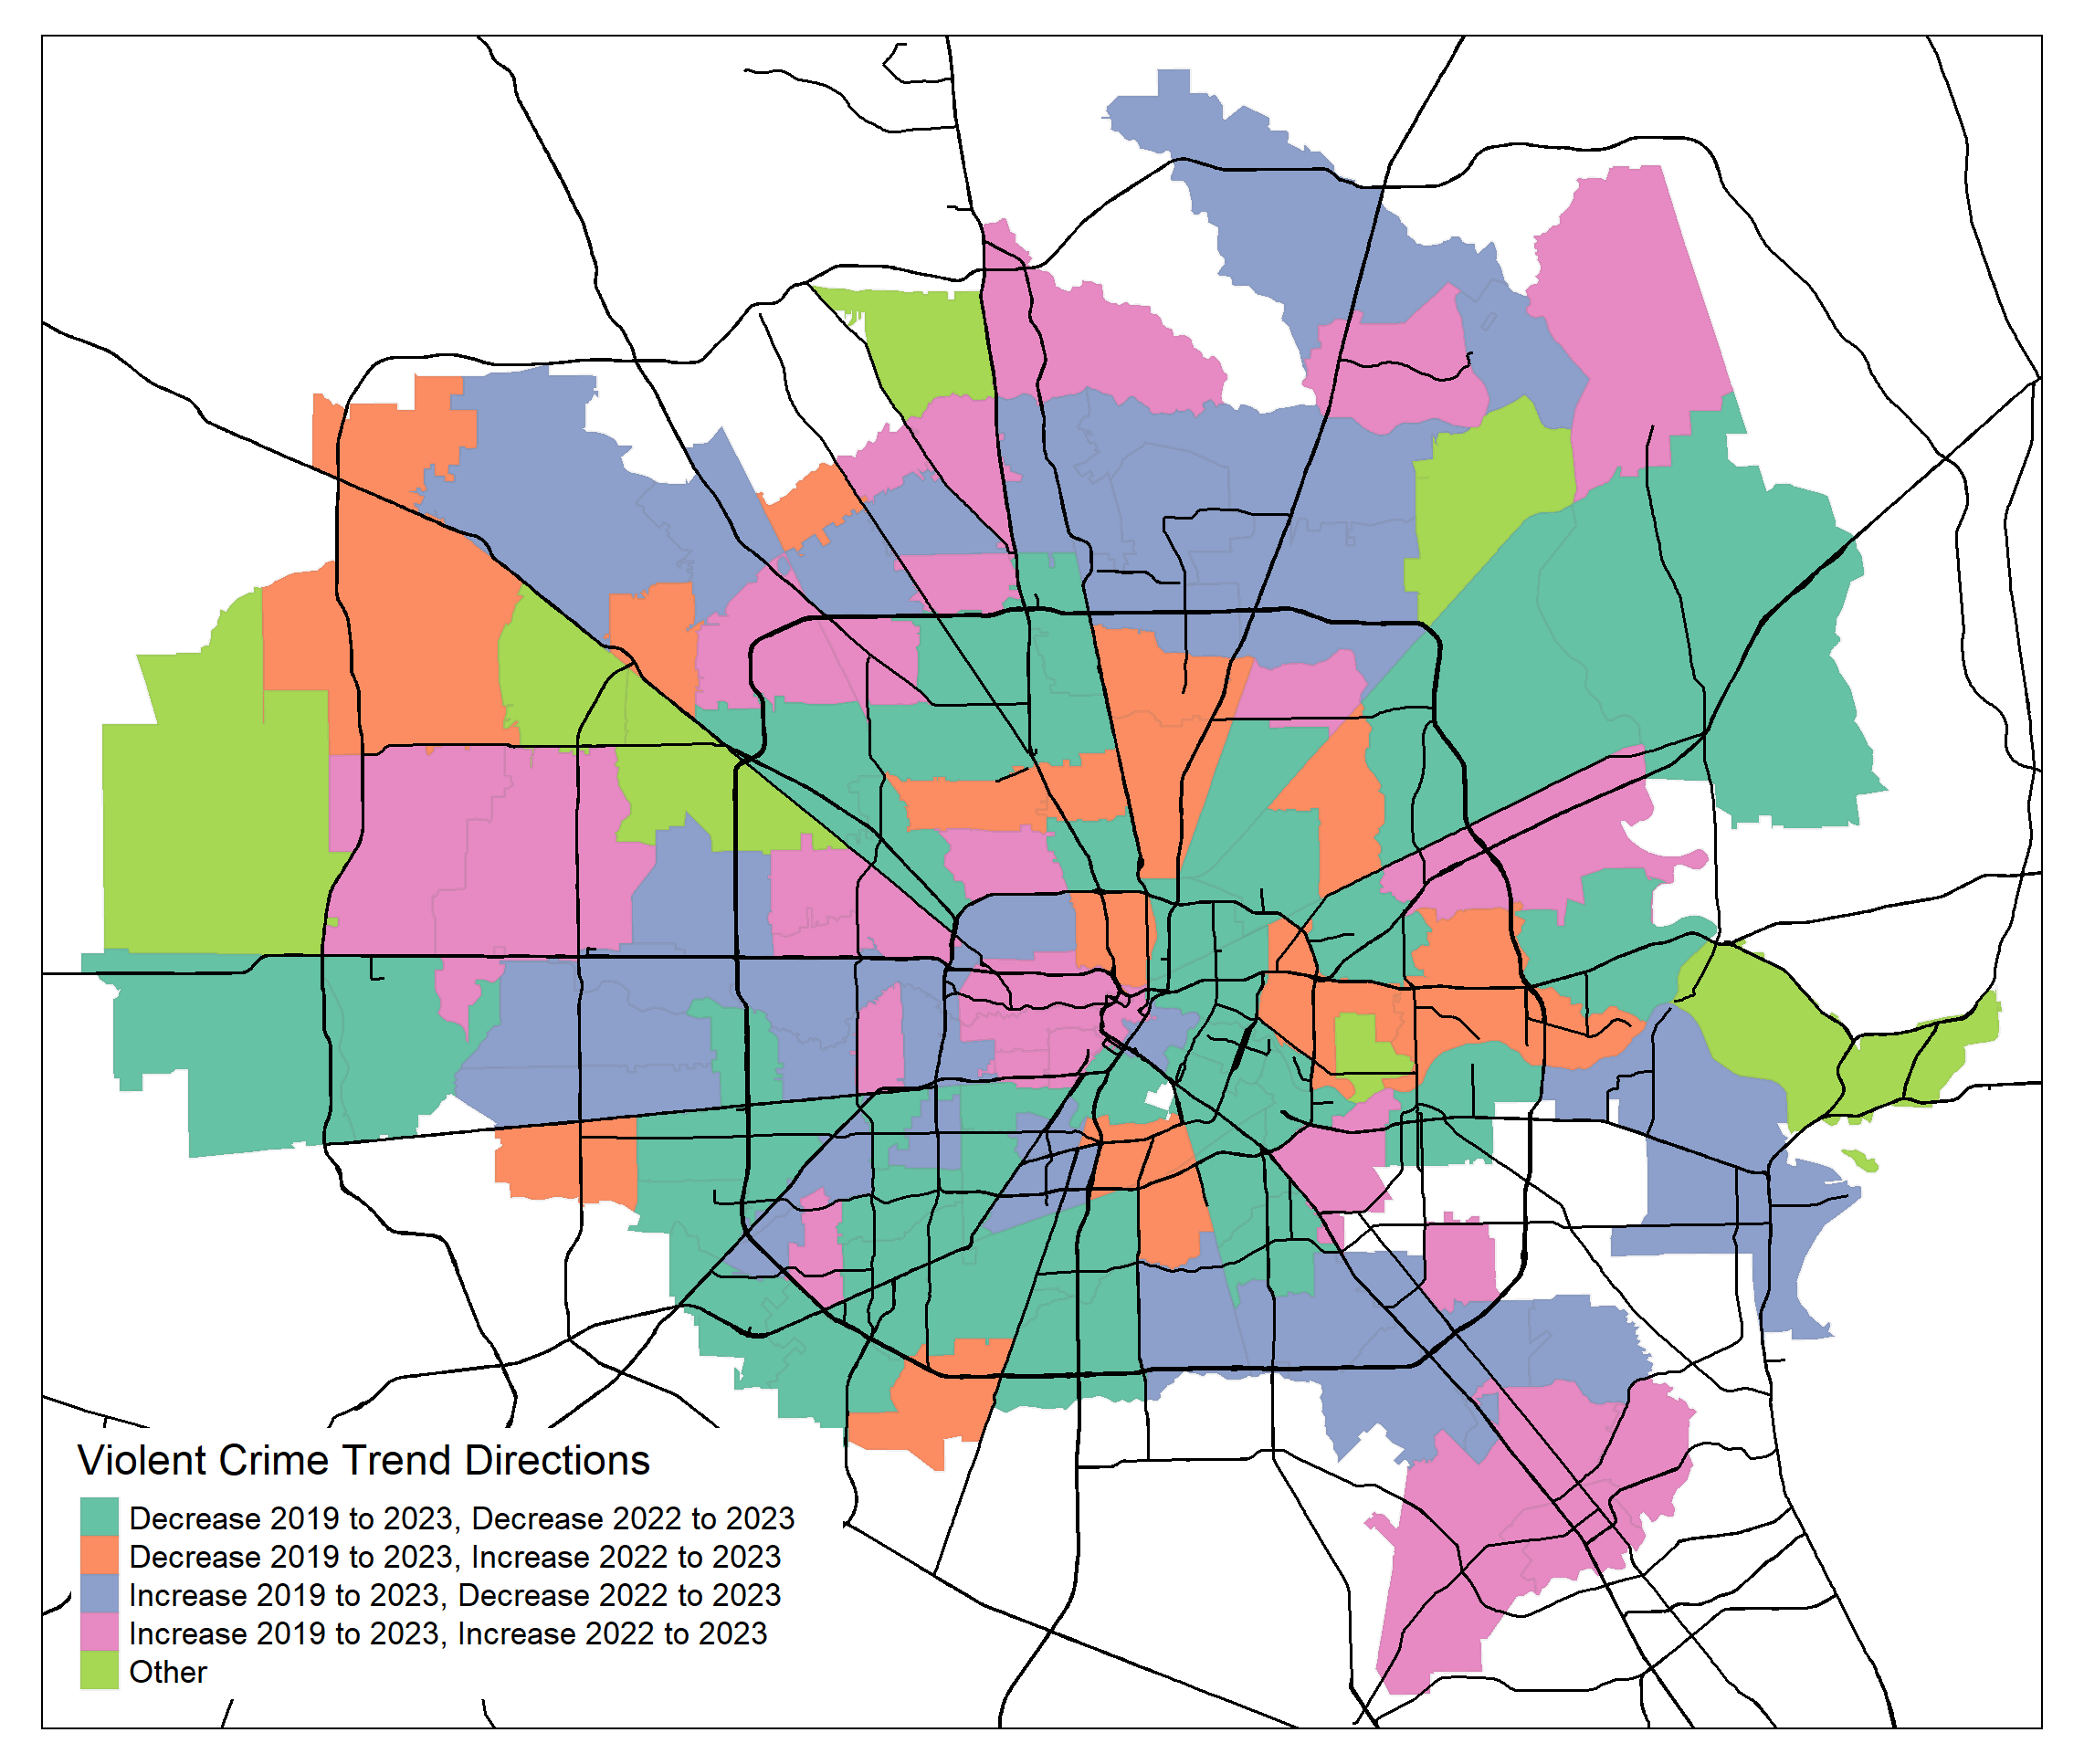 Violent Crime Trend Directions
Decrease 2019 to 2023, Decrease 2022 to 2023
Decrease 2019 to 2023, Increase 2022 to 2023
Increase 2019 to 2023, Decrease 2022 to 2023
Increase 2019 to 2023, Increase 2022 to 2023
Other